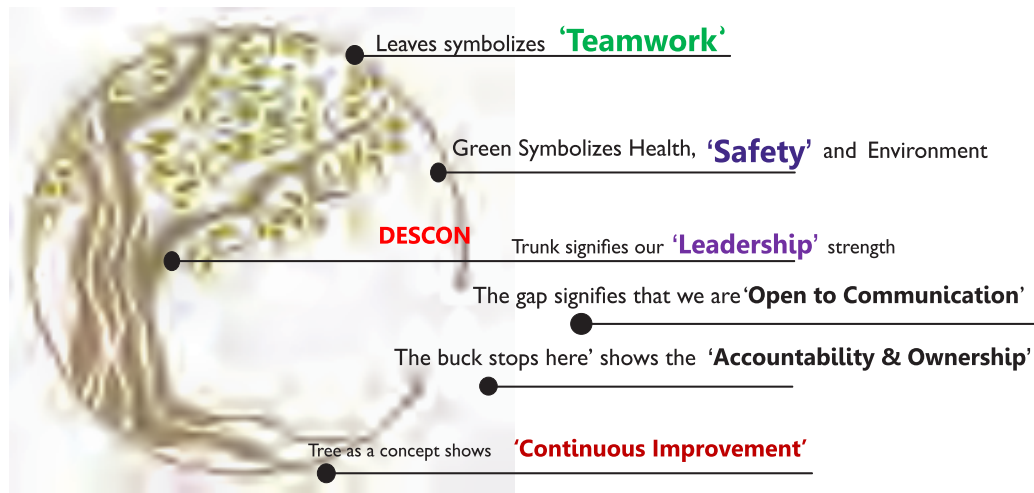 Leaves symbolizes 'Teamwork'
Green Symbolizes Health, 'Safety' and Environment
DESCON
Trunk signifies our 'Leadership' strength
The gap signifies that we are 'Open to Communication'
The buck stops here' shows the 'Accountability & Ownership'
Tree as a concept shows 'Continuous Improvement'